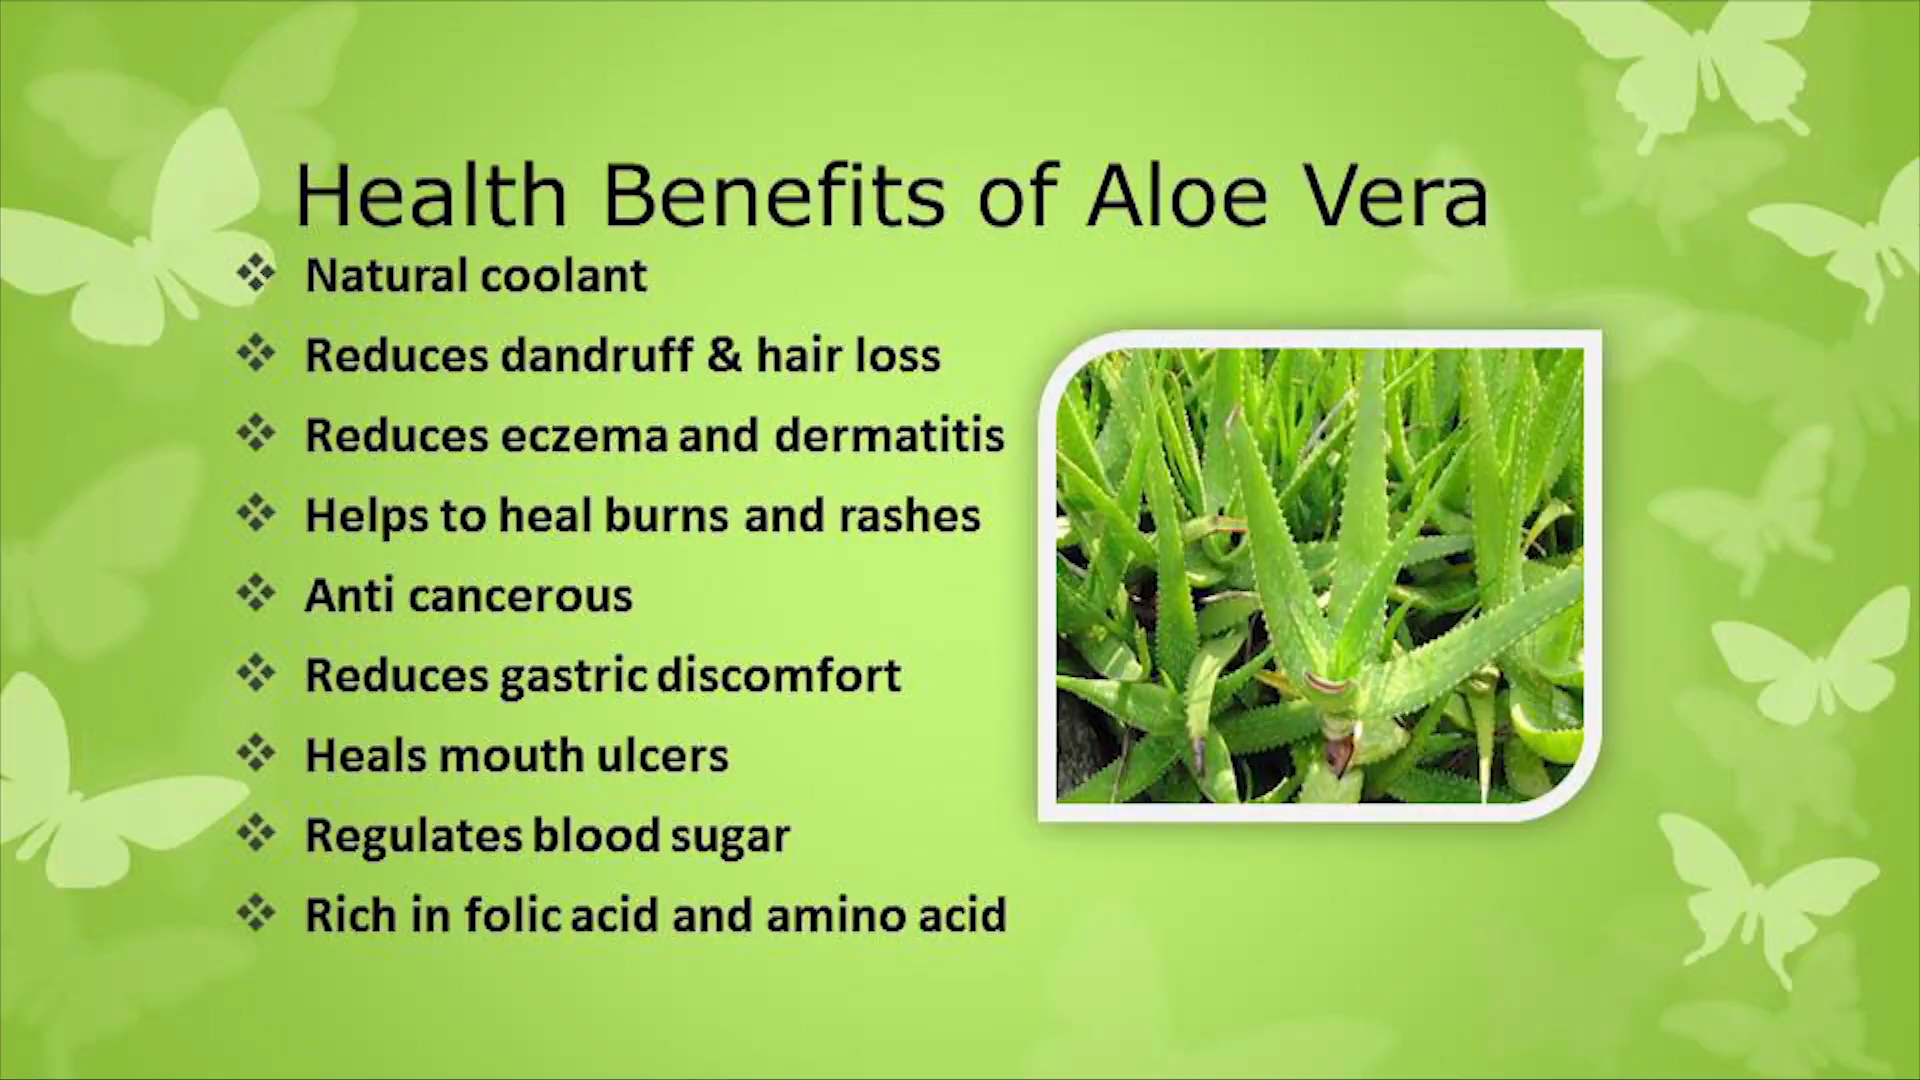 Health Benefits of Aloe Vera
Natural coolant
Reduces dandruff & hair loss
Reduces eczema and dermatitis
Helps to heal burns and rashes
Anti cancerous
Reduces gastric discomfort
Heals mouth ulcers
Regulates blood sugar
Rich in folic acid and amino acid